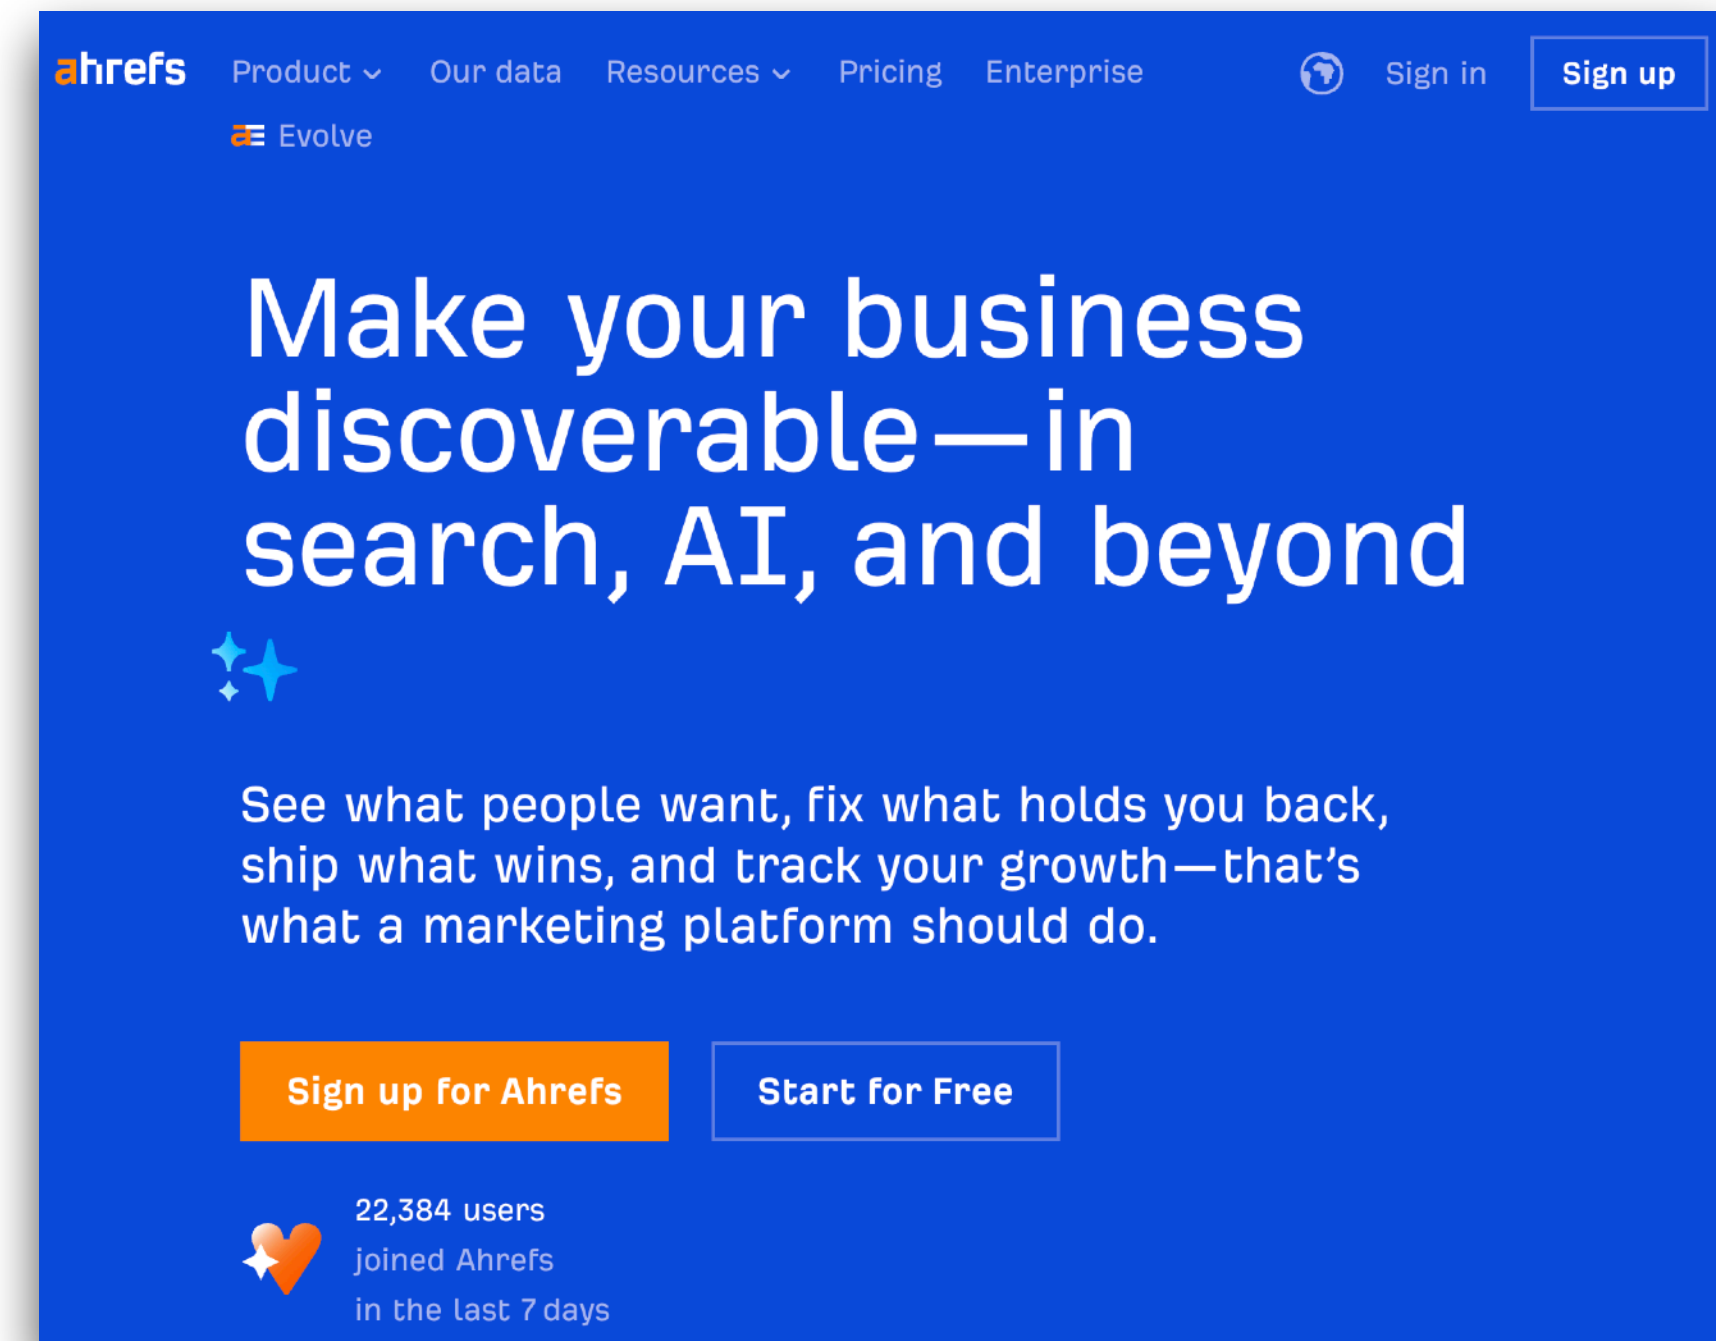 ahrefs Product Our data Resources Pricing Enterprise Sign in Sign up
Evolve
Make your business
discoverable—in
search, AI, and beyond
See what people want, fix what holds you back,
ship what wins, and track your growth—that’s
what a marketing platform should do.
Sign up for Ahrefs Start for Free
22,384 users
joined Ahrefs
in the last 7 days